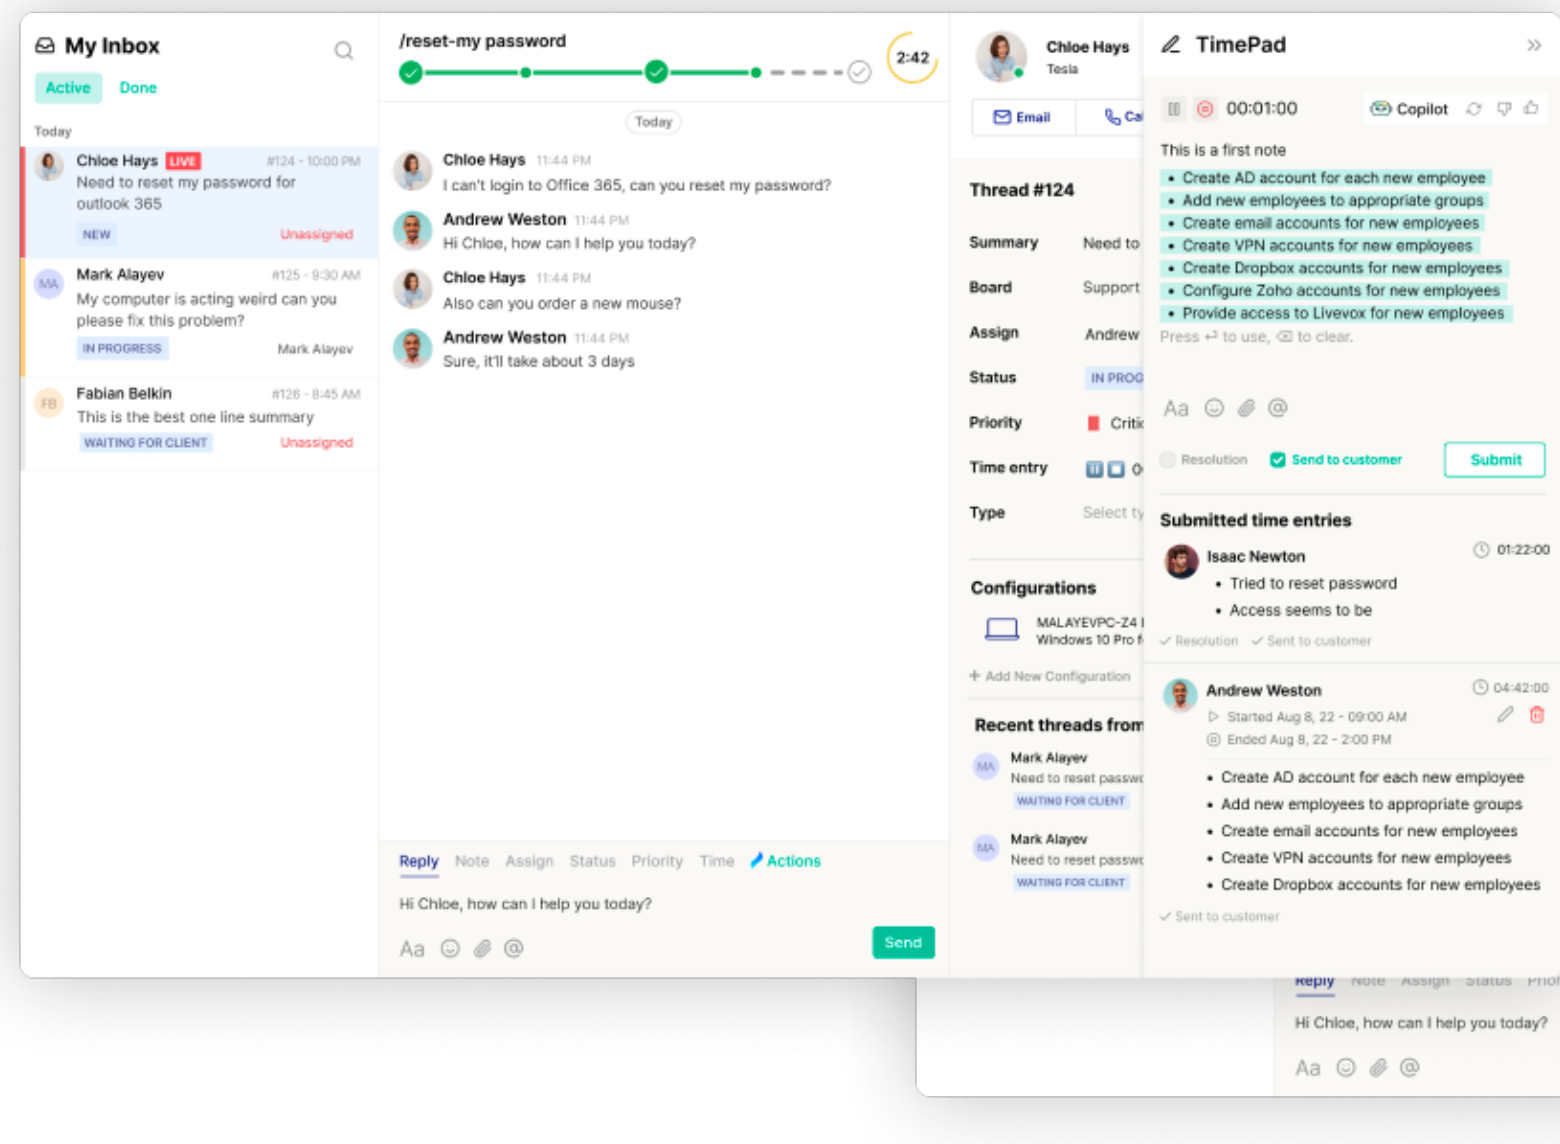 My Inbox
Active Done
Today
Chloe Hays LIVE #124 - 10:00 PM
Need to reset my password for
outlook 365
NEW Unassigned
MA Mark Alayev #125 - 9:30 AM
My computer is acting weird can you
please fix this problem?
IN PROGRESS Mark Alayev
FB Fabian Belkin #126 - 8:45 AM
This is the best one line summary
WAITING FOR CLIENT Unassigned
/reset-my password
2:42
Today
Chloe Hays 11:44 PM
I can't login to Office 365, can you reset my password?
Andrew Weston 11:44 PM
Hi Chloe, how can I help you today?
Chloe Hays 11:44 PM
Also can you order a new mouse?
Andrew Weston 11:44 PM
Sure, it'll take about 3 days
Reply Note Assign Status Priority Time Actions
Hi Chloe, how can I help you today?
Aa @
Send
Chloe Hays
Tesla
Email Ca
Thread #124
Summary Need to
Board Support
Assign Andrew
Status IN PROG
Priority Critic
Time entry 0
Type Select ty
Configurations
MALAYEVPC-Z4
Windows 10 Pro f
+ Add New Configuration
Recent threads from
MA Mark Alayev
Need to reset passwo
WAITING FOR CLIENT
MA Mark Alayev
Need to reset passwo
WAITING FOR CLIENT
TimePad
00:01:00 Copilot
This is a first note
• Create AD account for each new employee
• Add new employees to appropriate groups
• Create email accounts for new employees
• Create VPN accounts for new employees
• Create Dropbox accounts for new employees
• Configure Zoho accounts for new employees
• Provide access to Livevox for new employees
Press ↵ to use, ⌫ to clear.
Aa @
Resolution Send to customer Submit
Submitted time entries
Isaac Newton 01:22:00
• Tried to reset password
• Access seems to be
Resolution Sent to customer
Andrew Weston 04:42:00
Started Aug 8, 22 - 09:00 AM
Ended Aug 8, 22 - 2:00 PM
• Create AD account for each new employee
• Add new employees to appropriate groups
• Create email accounts for new employees
• Create VPN accounts for new employees
• Create Dropbox accounts for new employees
Sent to customer
Reply Note Assign Status Prior
Hi Chloe, how can I help you today?
Aa @